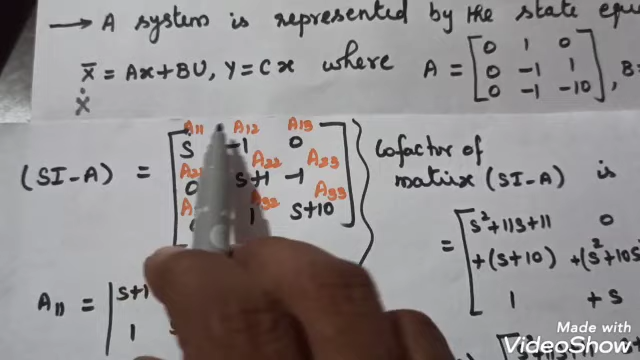 → A system is represented by the state equ
x̄ = Ax+BU, Y = Cx where A = [0 1 0
ẋ
0 -1 1
0 -1 -10], B=
A11 A12 A13
(SI-A) = [S -1 0
A22 A23
0 S+1 -1
A32 A33
1 S+10]
cofactor of
matrix (SI-A) is
= [s²+11s+11 0
+(s+10) +(s²+10s
1 +s
A11 = |S+1
1
Made with
VideoShow